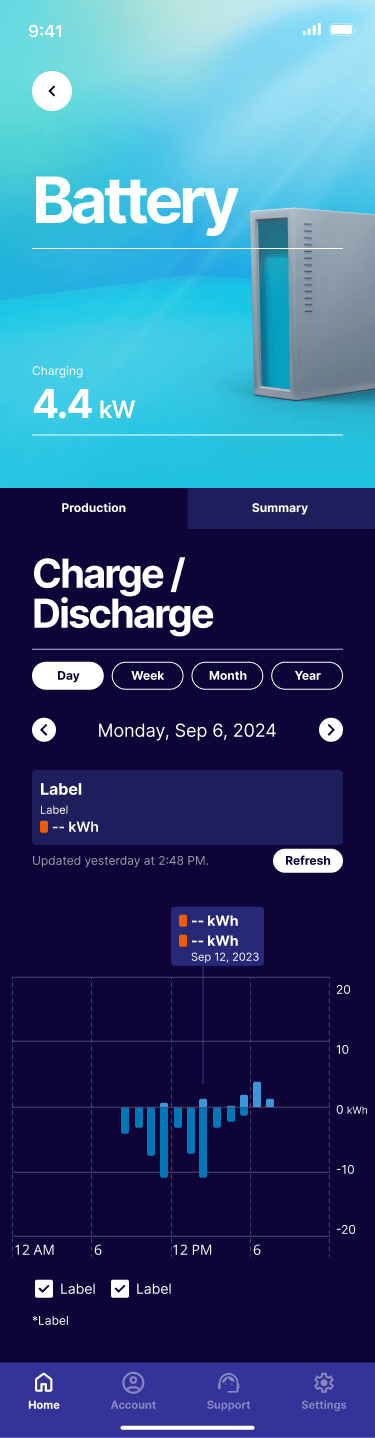 9:41
Battery
Charging
4.4 kW
Production Summary
Charge /
Discharge
Day Week Month Year
Monday, Sep 6, 2024
Label
Label
-- kWh
Updated yesterday at 2:48 PM. Refresh
-- kWh
-- kWh
Sep 12, 2023
20
10
0 kWh
-10
-20
12 AM 6 12 PM 6
Label Label
*Label
Home Account Support Settings